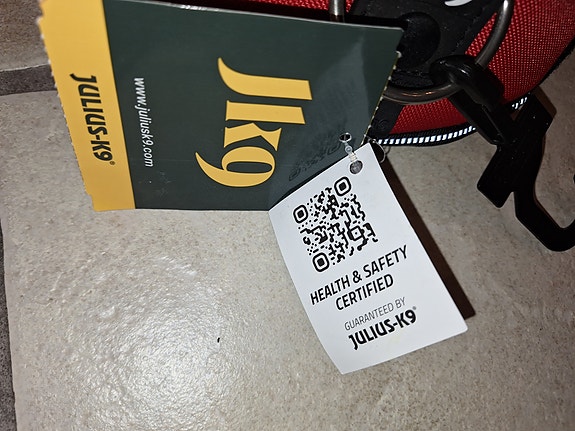 JULIUS-K9®
www.juliusk9.com
JK9
HEALTH & SAFETY
CERTIFIED
GUARANTEED BY
JULIUS-K9®